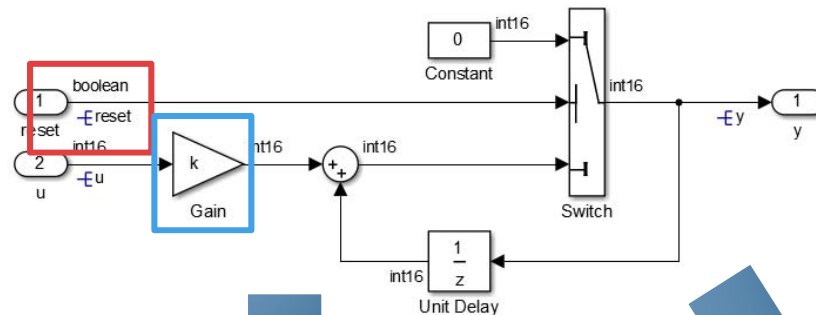 int16
0
Constant
boolean
int16
1
reset
reset
int16
1
y
y
int16
2
u
u
k
Gain
int16
++
int16
Switch
1
z
int16
Unit Delay